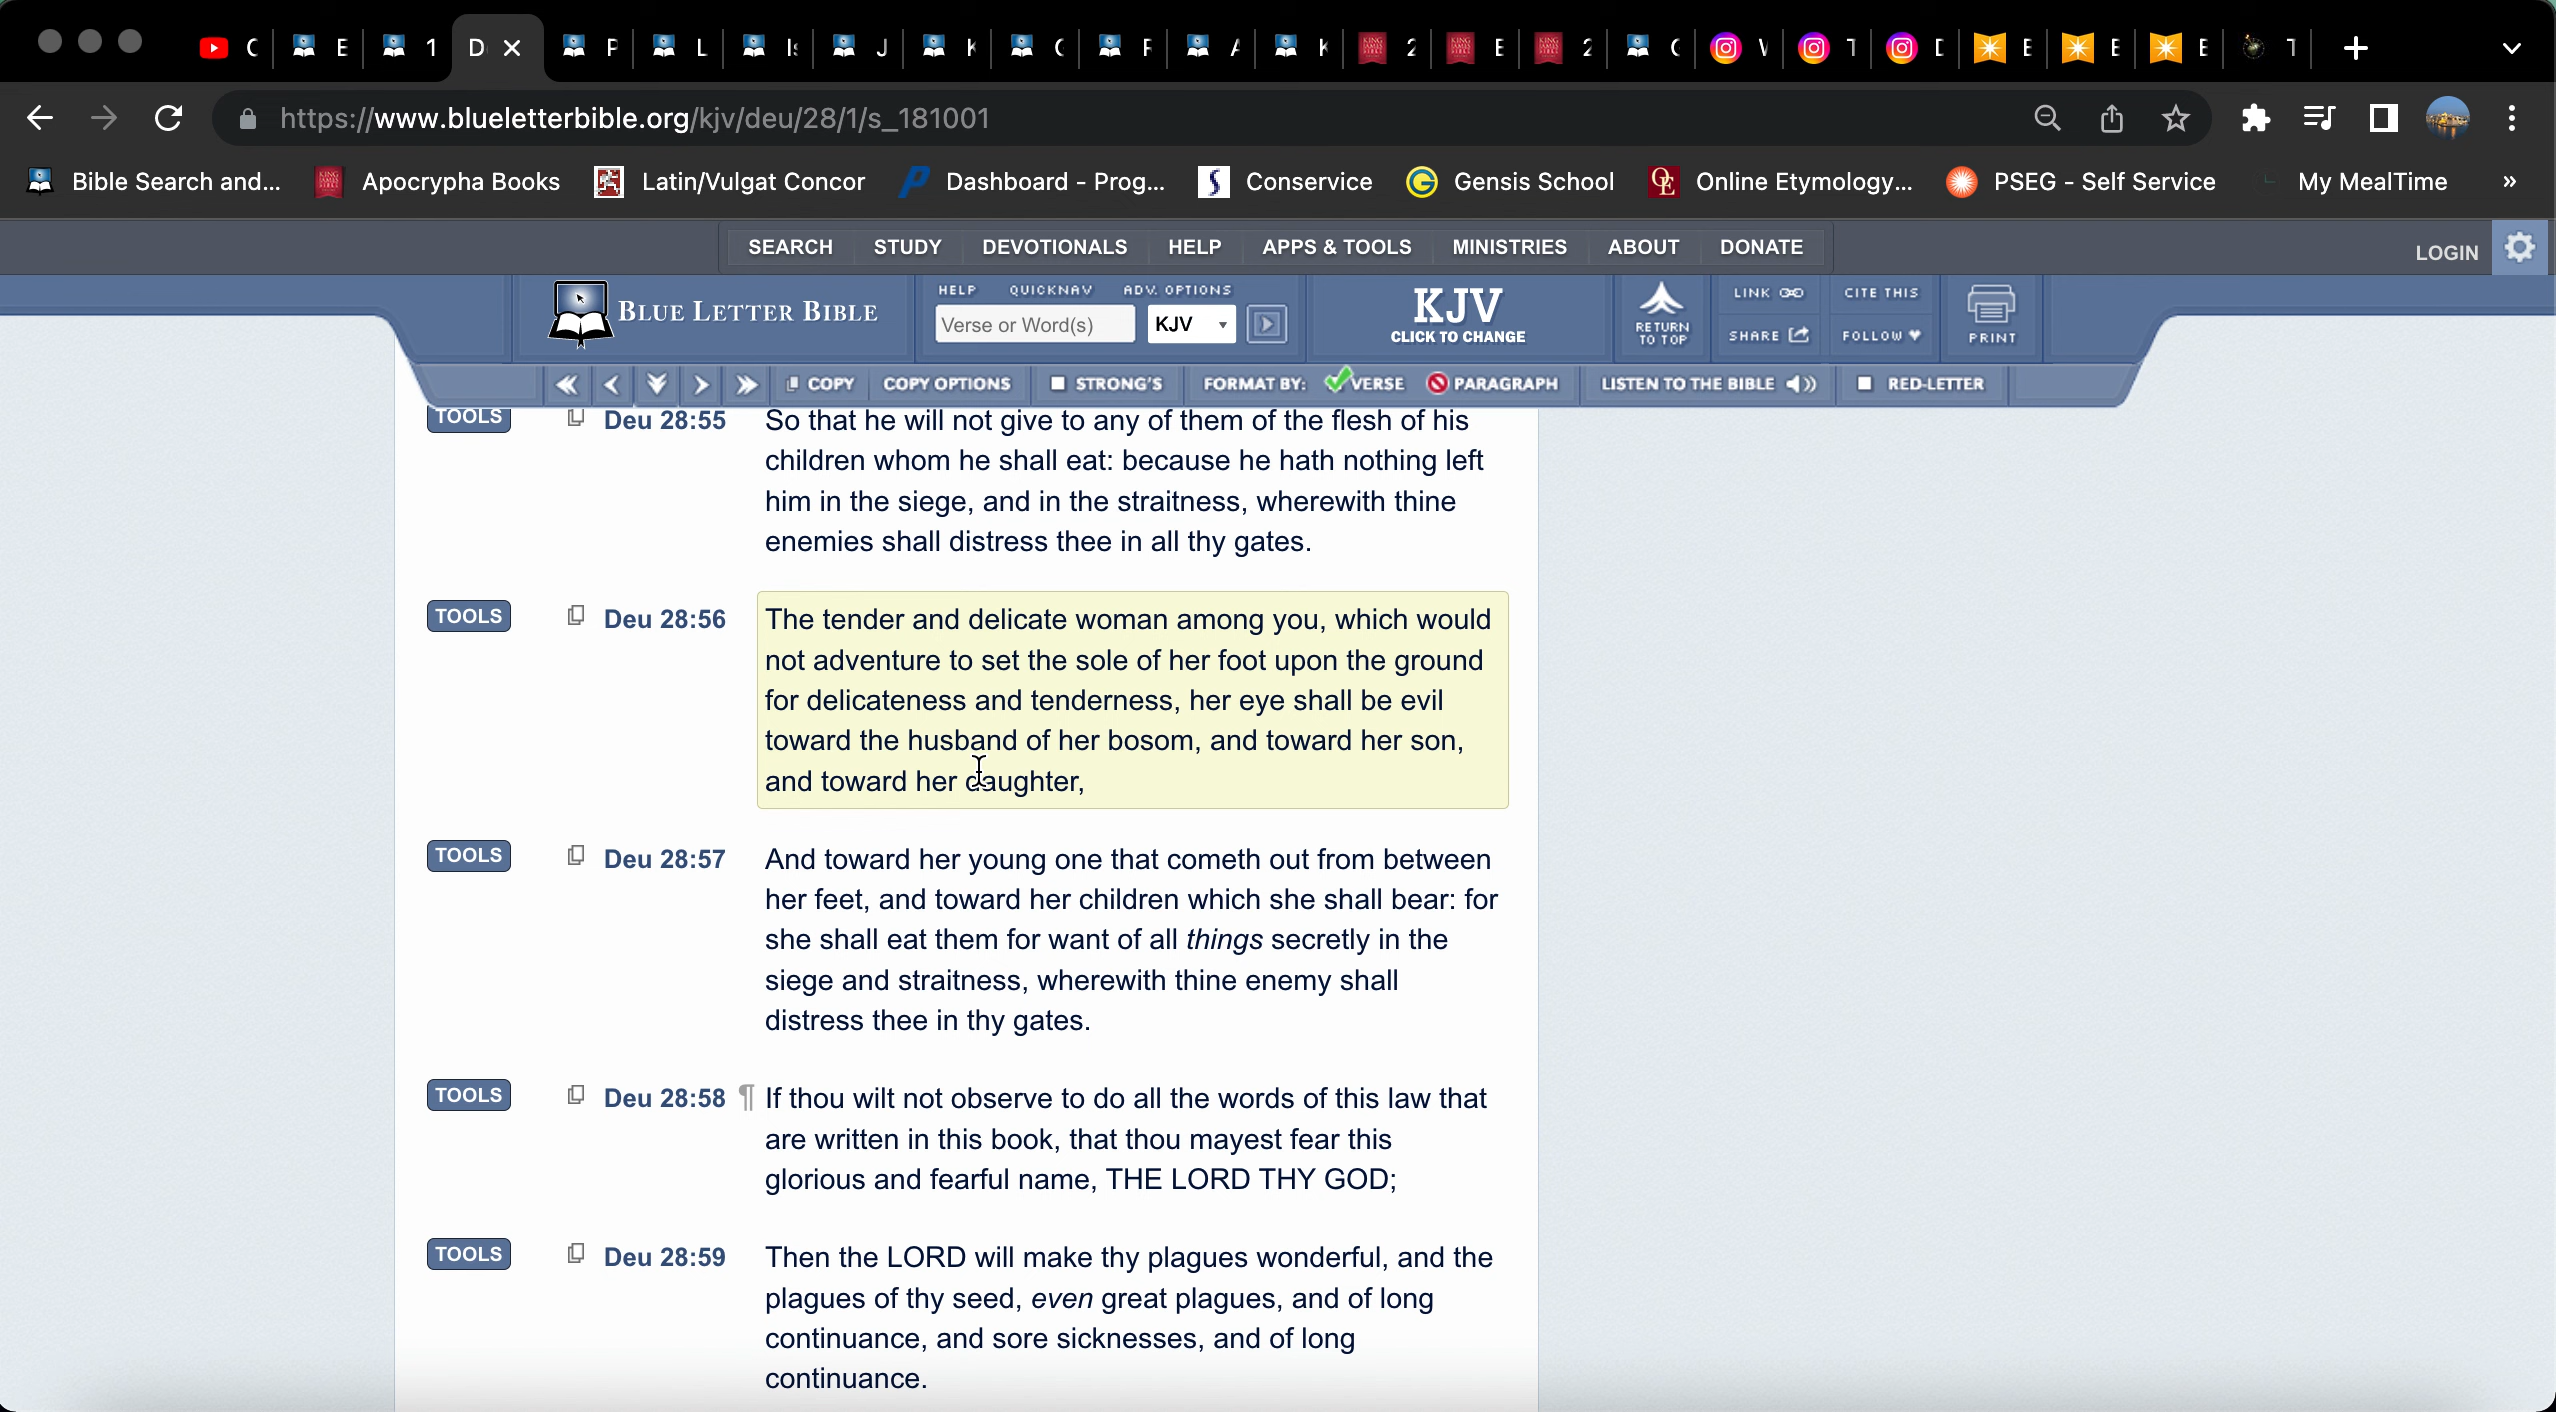 C E 1 D P L Is J K C F A K 2 E 2 C V T D E E E T
https://www.blueletterbible.org/kjv/deu/28/1/s_181001
Bible Search and... Apocrypha Books Latin/Vulgat Concor Dashboard - Prog... Conservice Gensis School Online Etymology... PSEG - Self Service My MealTime »
SEARCH STUDY DEVOTIONALS HELP APPS & TOOLS MINISTRIES ABOUT DONATE LOGIN
BLUE LETTER BIBLE
HELP QUICKNAV ADV. OPTIONS
Verse or Word(s) KJV
KJV
CLICK TO CHANGE
RETURN
TO TOP
LINK CITE THIS
SHARE FOLLOW
PRINT
COPY COPY OPTIONS STRONG'S FORMAT BY: VERSE PARAGRAPH LISTEN TO THE BIBLE RED-LETTER
TOOLS Deu 28:55 So that he will not give to any of them of the flesh of his
children whom he shall eat: because he hath nothing left
him in the siege, and in the straitness, wherewith thine
enemies shall distress thee in all thy gates.
TOOLS Deu 28:56 The tender and delicate woman among you, which would
not adventure to set the sole of her foot upon the ground
for delicateness and tenderness, her eye shall be evil
toward the husband of her bosom, and toward her son,
and toward her daughter,
TOOLS Deu 28:57 And toward her young one that cometh out from between
her feet, and toward her children which she shall bear: for
she shall eat them for want of all things secretly in the
siege and straitness, wherewith thine enemy shall
distress thee in thy gates.
TOOLS Deu 28:58 ¶ If thou wilt not observe to do all the words of this law that
are written in this book, that thou mayest fear this
glorious and fearful name, THE LORD THY GOD;
TOOLS Deu 28:59 Then the LORD will make thy plagues wonderful, and the
plagues of thy seed, even great plagues, and of long
continuance, and sore sicknesses, and of long
continuance.